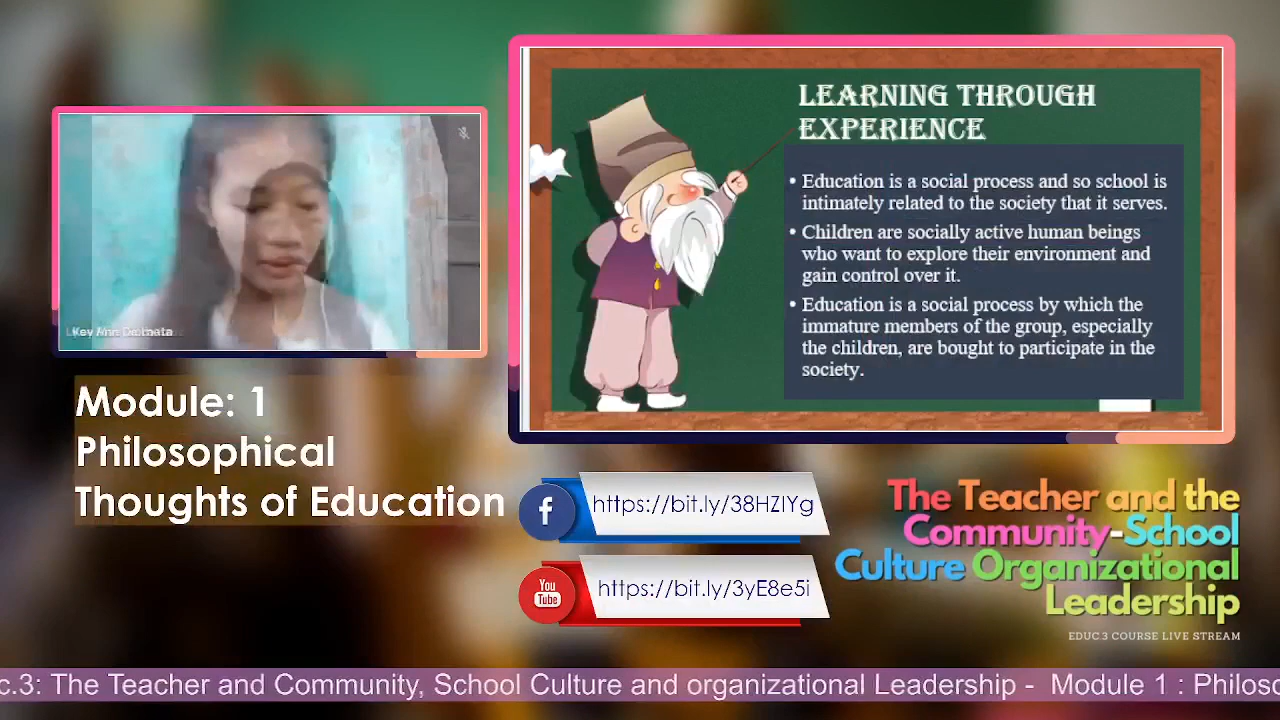 LEARNING THROUGH
EXPERIENCE
• Education is a social process and so school is
intimately related to the society that it serves.
• Children are socially active human beings
who want to explore their environment and
gain control over it.
• Education is a social process by which the
immature members of the group, especially
the children, are bought to participate in the
society.
Module: 1
Philosophical
Thoughts of Education
f
https://bit.ly/38HZIYg
You
Tube
https://bit.ly/3yE8e5i
The Teacher and the
Community-School
Culture Organizational
Leadership
EDUC.3 COURSE LIVE STREAM
c.3: The Teacher and Community, School Culture and organizational Leadership - Module 1 : Philoso